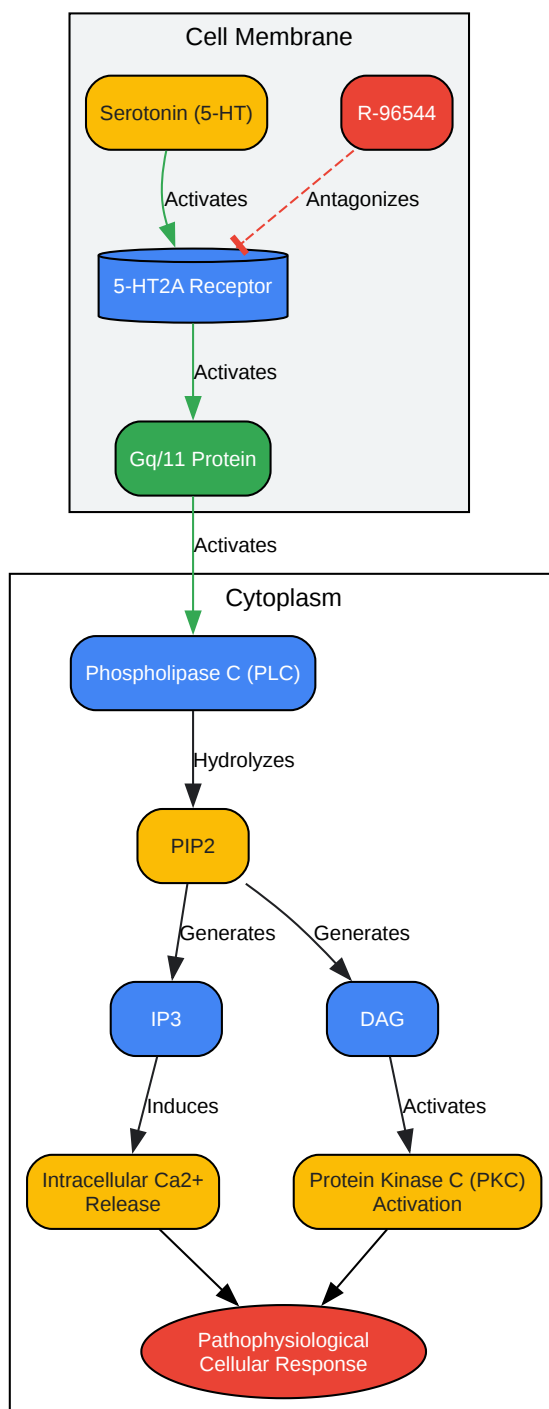 Cell Membrane
Serotonin (5-HT)
R-96544
Activates
Antagonizes
5-HT2A Receptor
Activates
Gq/11 Protein
Activates
Cytoplasm
Phospholipase C (PLC)
Hydrolyzes
PIP2
Generates
Generates
IP3
DAG
Induces
Activates
Intracellular Ca2+
Release
Protein Kinase C (PKC)
Activation
Pathophysiological
Cellular Response